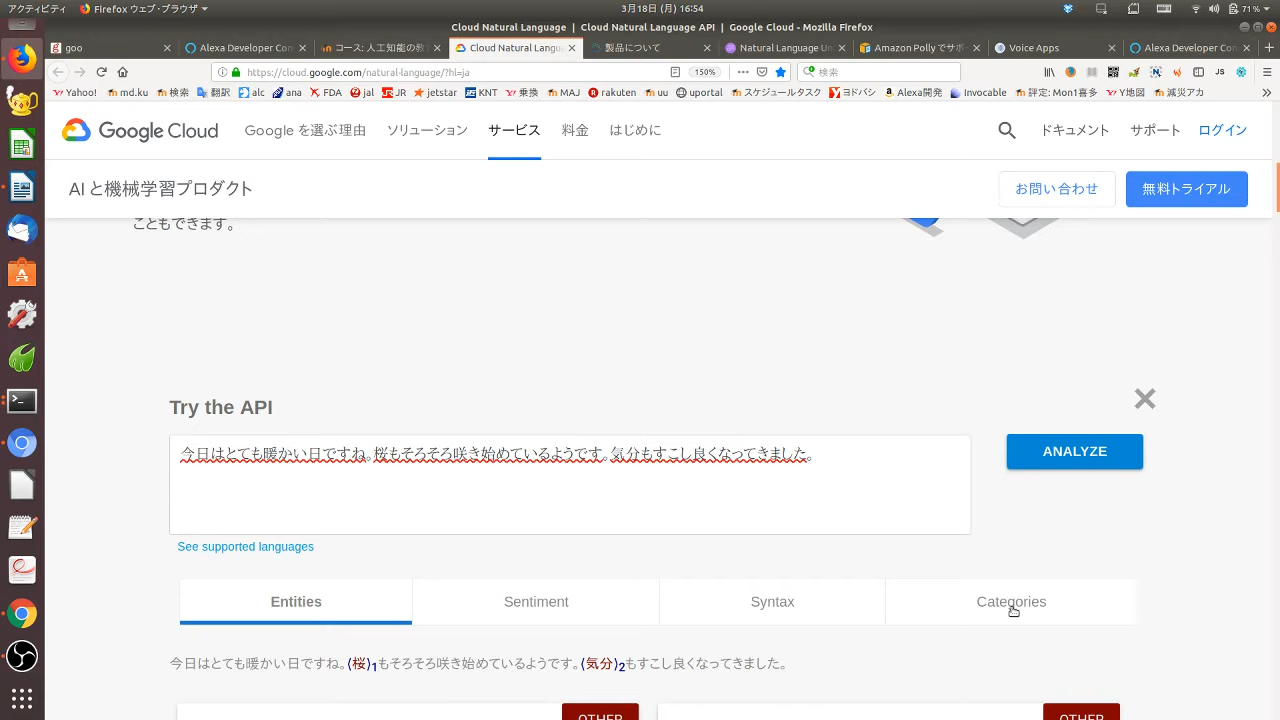 アクティビティ Firefox ウェブ・ブラウザ 3月18日 (月) 16:54 71 %
Cloud Natural Language | Cloud Natural Language API | Google Cloud - Mozilla Firefox
goo Alexa Developer Con コース: 人工知能の教 Cloud Natural Langua 製品について Natural Language Un Amazon Polly でサポ Voice Apps Alexa Developer Con
https://cloud.google.com/natural-language/?hl=ja 150% 検索
Yahoo! md.ku 検索 翻訳 alc ana FDA jal JR jetstar KNT 乗換 MAJ rakuten uu uportal スケジュールタスク ヨドバシ Alexa開発 Invocable 評定: Mon1喜多 Y地図 減災アカ
Google Cloud Google を選ぶ理由 ソリューション サービス 料金 はじめに ドキュメント サポート ログイン
AI と機械学習プロダクト お問い合わせ 無料トライアル
こともできます。
Try the API
今日はとても暖かい日ですね。桜もそろそろ咲き始めているようです。気分もすこし良くなってきました。
ANALYZE
See supported languages
Entities Sentiment Syntax Categories
今日はとても暖かい日ですね。⟨桜⟩1もそろそろ咲き始めているようです。⟨気分⟩2もすこし良くなってきました。
OTHER OTHER